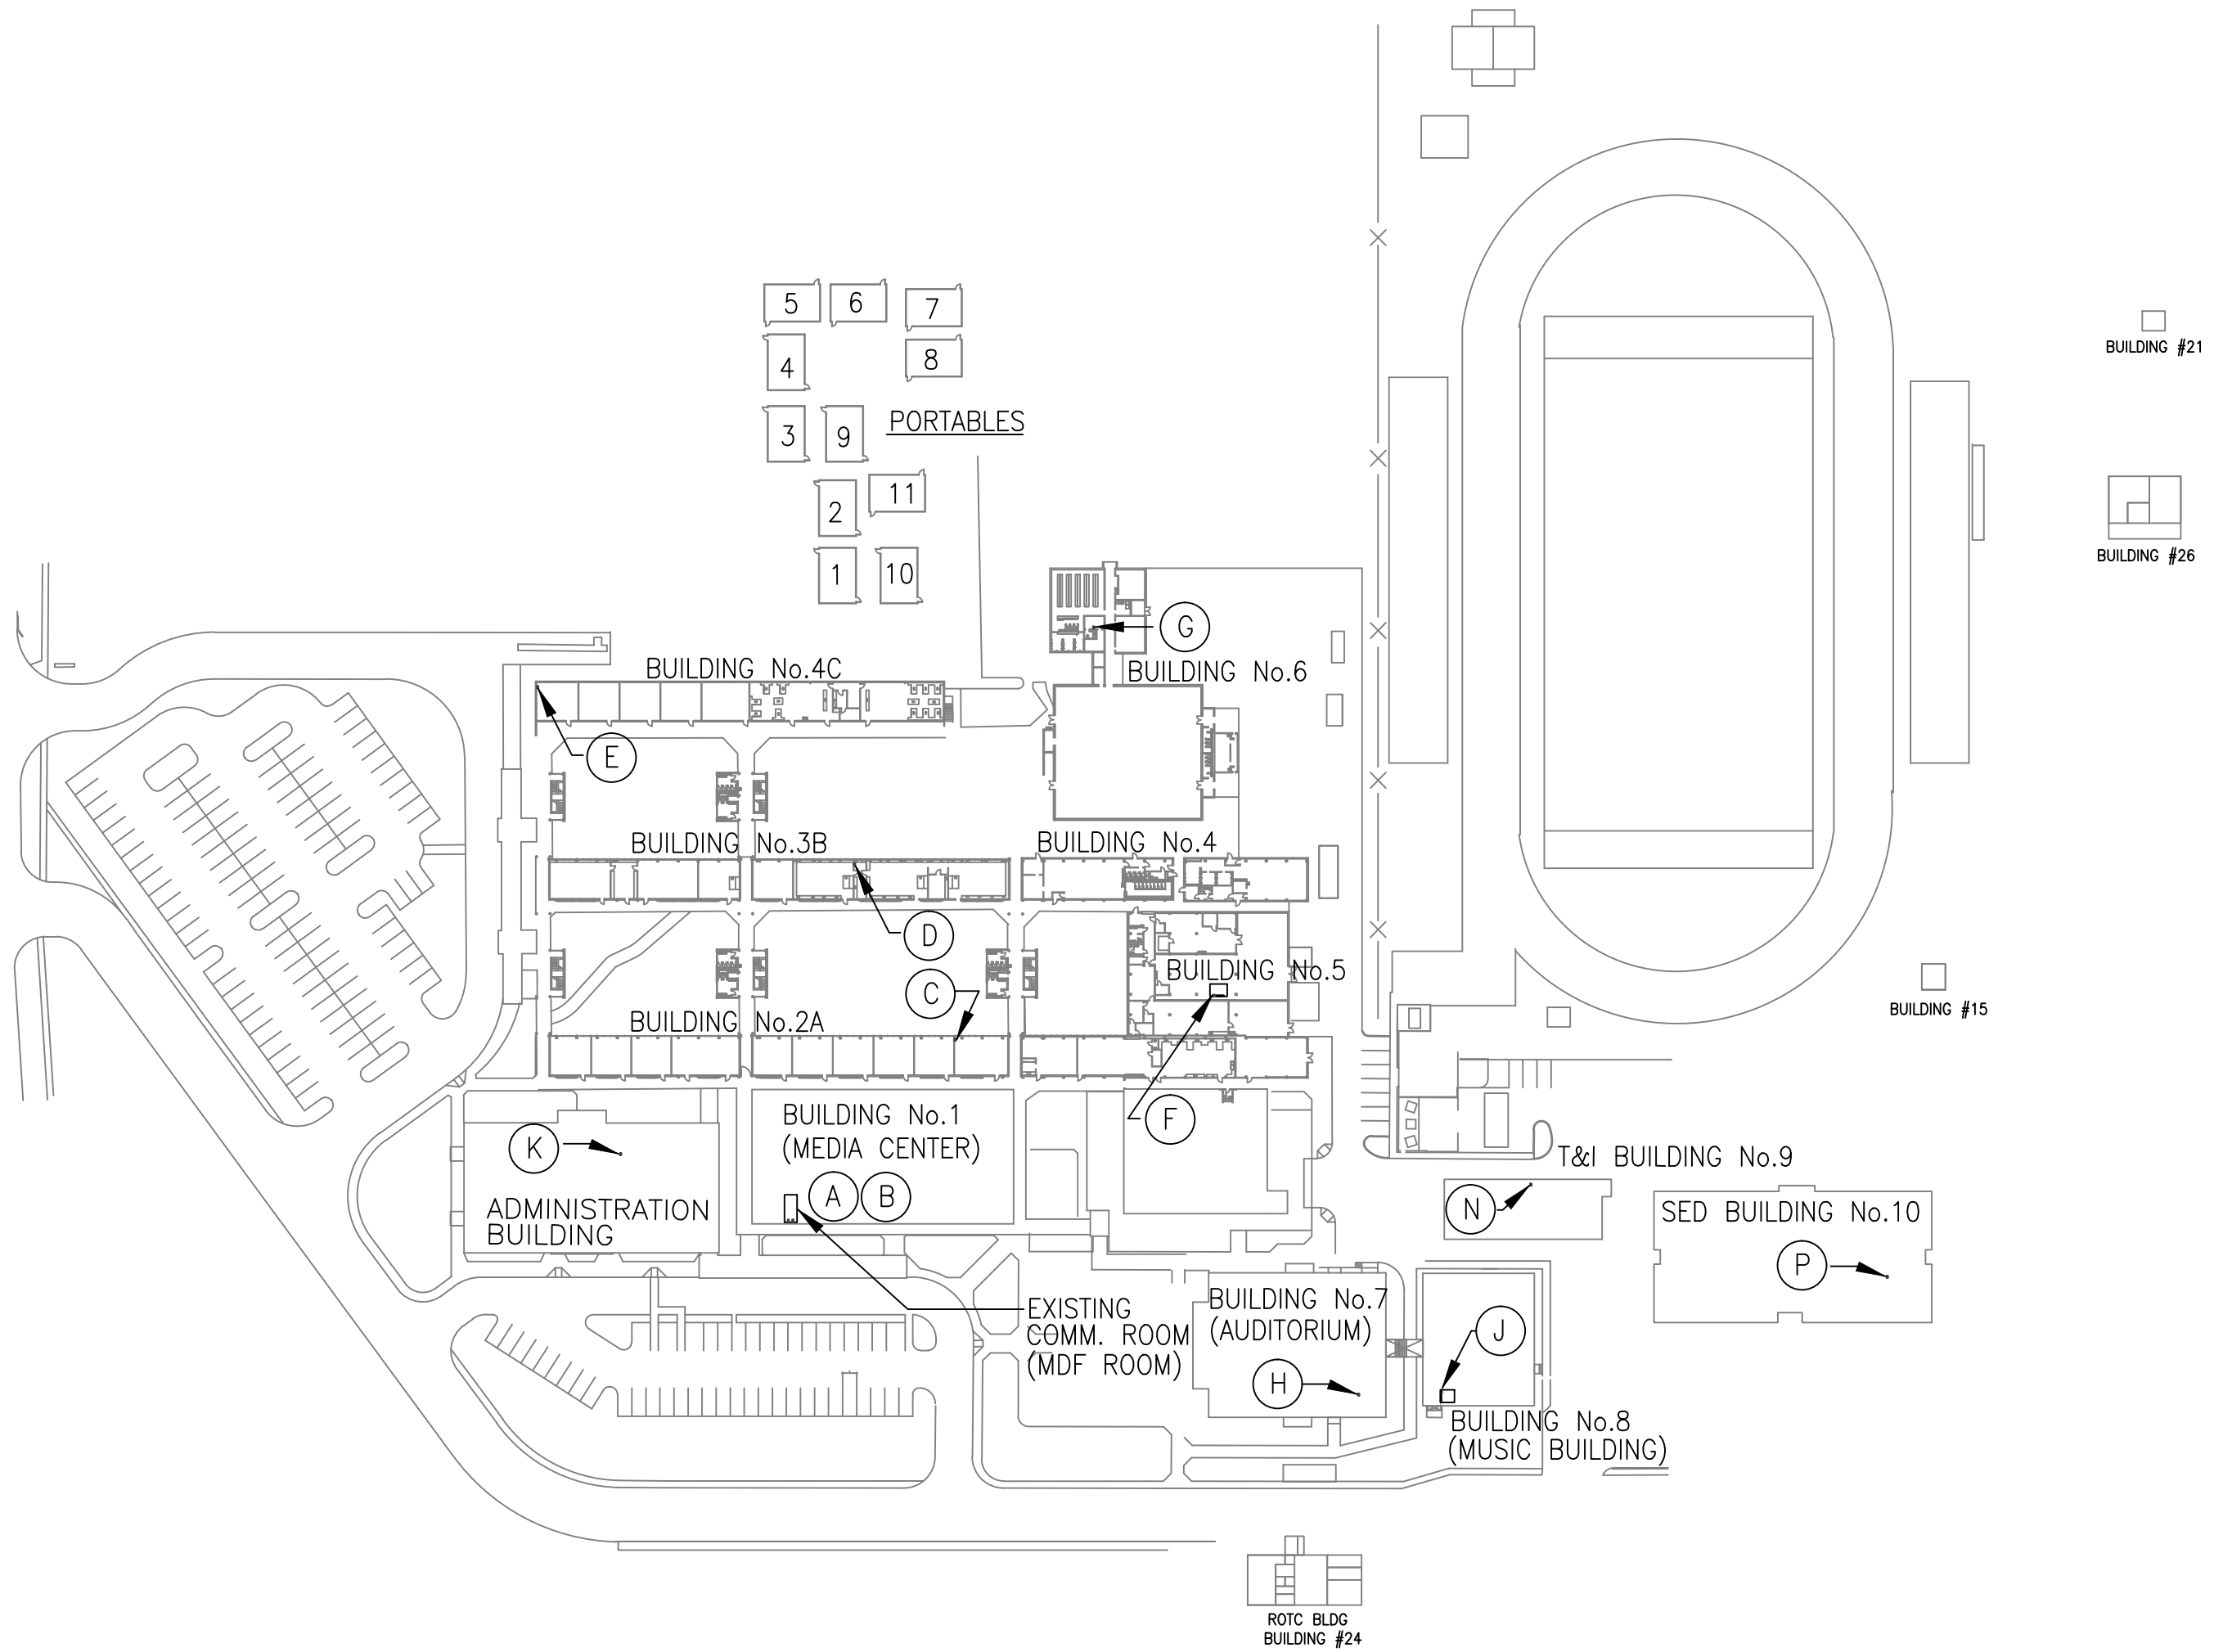 5
6
7
4
8
BUILDING #21
3
9
PORTABLES
11
2
BUILDING #26
1
10
G
BUILDING No.4C
BUILDING No.6
E
BUILDING No.3B
BUILDING No.4
D
BUILDING No.5
C
BUILDING #15
BUILDING No.2A
BUILDING No.1
(MEDIA CENTER)
F
K
T&I BUILDING No.9
A
B
ADMINISTRATION
BUILDING
N
SED BUILDING No.10
P
EXISTING
COMM. ROOM
(MDF ROOM)
BUILDING No.7
(AUDITORIUM)
J
H
BUILDING No.8
(MUSIC BUILDING)
ROTC BLDG
BUILDING #24